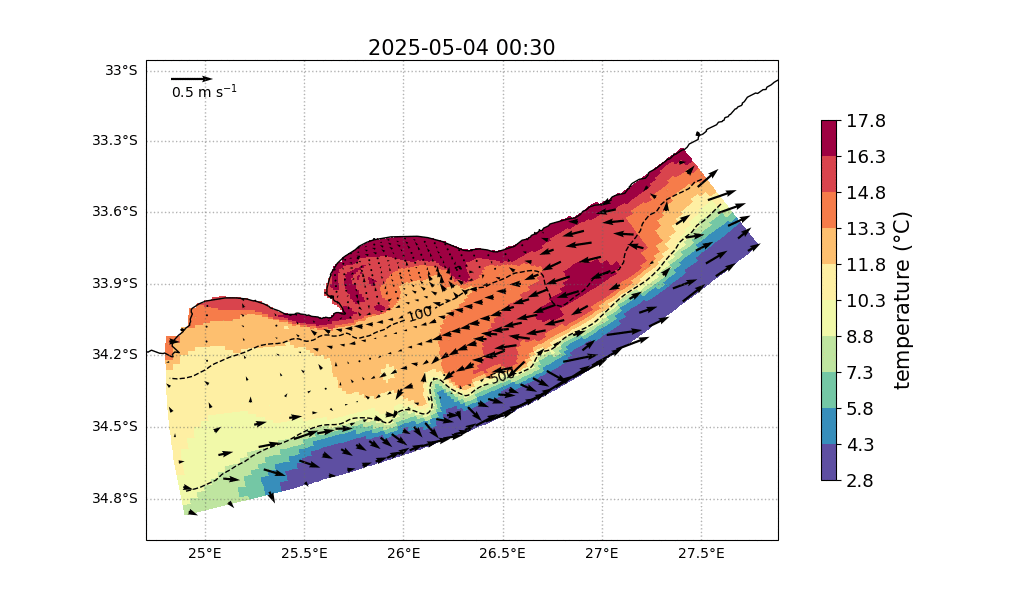 2025-05-04 00:30
0.5 m s⁻¹
33°S
33.3°S
33.6°S
33.9°S
34.2°S
34.5°S
34.8°S
100
500
25°E
25.5°E
26°E
26.5°E
27°E
27.5°E
17.8
16.3
14.8
13.3
11.8
10.3
8.8
7.3
5.8
4.3
2.8
temperature (°C)